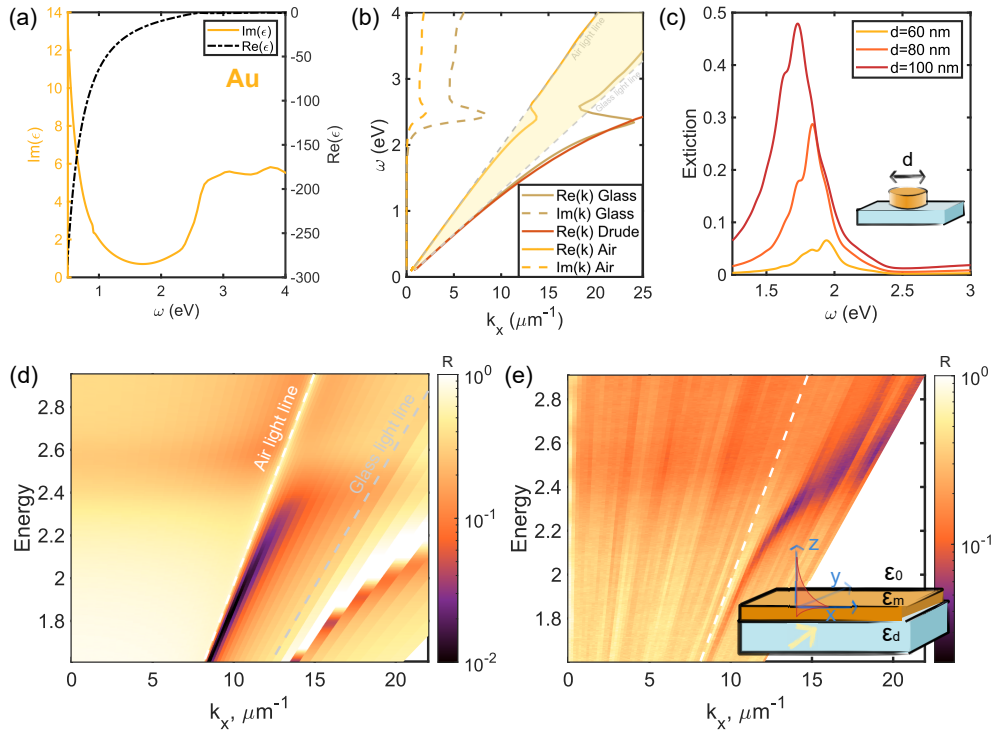 (a)
Im(ϵ)
Re(ϵ)
Au
14
12
10
8
6
4
2
0
0
-50
-100
-150
-200
-250
-300
1
2
3
4
Im(ϵ)
Re(ϵ)
ω (eV)
(b)
Air light line
Glass light line
4
3
2
1
0
0
5
10
15
20
25
Re(k) Glass
Im(k) Glass
Re(k) Drude
Re(k) Air
Im(k) Air
ω (eV)
k_x (μm⁻¹)
(c)
d=60 nm
d=80 nm
d=100 nm
d
0.5
0.4
0.3
0.2
0.1
0
1.5
2
2.5
3
Extiction
ω (eV)
(d)
R
10⁰
10⁻¹
10⁻²
Air light line
Glass light line
2.8
2.6
2.4
2.2
2
1.8
0
5
10
15
20
Energy
k_x, μm⁻¹
(e)
R
10⁰
10⁻¹
2.8
2.6
2.4
2.2
2
1.8
0
5
10
15
20
Energy
k_x, μm⁻¹
z
y
x
ε₀
εm
εd